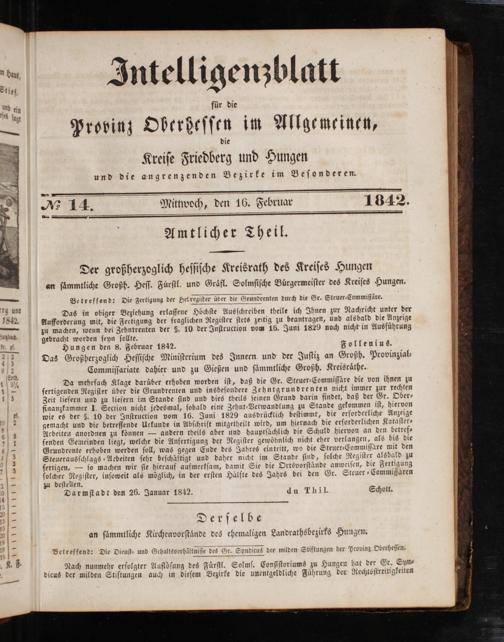 Intelligenzblatt
für die
Provinz Oberhessen im Allgemeinen,
die
Kreise Friedberg und Hungen
und die angrenzenden Bezirke im Besonderen.
№ 14. Mittwoch, den 16. Februar 1842.
Amtlicher Theil.
Der großherzoglich hessische Kreisrath des Kreises Hungen
an sämmtliche Großh. Hess. Fürstl. und Gräfl. Solmsische Bürgermeister des Kreises Hungen.
Betreffend: Die Fertigung der Heberegister über die Grundrenten durch die Gr. Steuer-Commissäre.
Das in obiger Beziehung erlassene Höchste Ausschreiben theile ich Ihnen zur Nachricht unter der
Aufforderung mit, die Fertigung der fraglichen Register stets zeitig zu beantragen, und alsbald die Anzeige
zu machen, wenn bei Zehntrenten der §. 10 der Instruction vom 16. Juni 1829 noch nicht in Ausführung
gebracht worden seyn sollte.
Hungen den 8. Februar 1842. Follenius.
Das Großherzoglich Hessische Ministerium des Innern und der Justiz an Großh. Provinzial-
Commissariate dahier und zu Gießen und sämmtliche Großh. Kreisräthe.
Da mehrfach Klage darüber erhoben worden ist, daß die Gr. Steuer-Commissäre die von ihnen zu
fertigenden Register über die Grundrenten und insbesondere Zehntgrundrenten nicht immer zur rechten
Zeit liefern und zu liefern im Stande sind und dies theils seinen Grund darin findet, daß der Gr. Ober-
finanzkammer I. Section nicht jedesmal, sobald eine Zehnt-Verwandlung zu Stande gekommen ist, hiervon,
wie es der §. 10 der Instruction vom 16. Juni 1829 ausdrücklich bestimmt, die erforderliche Anzeige
gemacht und die betreffende Urkunde in Abschrift mitgetheilt wird, um hiernach die erforderlichen Kataster-
Arbeiten anordnen zu können — andern theils aber und hauptsächlich die Schuld hiervon an den betref-
fenden Gemeinden liegt, welche die Anfertigung der Register gewöhnlich nicht eher verlangen, als bis die
Grundrente erhoben werden soll, was gegen Ende des Jahres eintritt, wo die Steuer-Commissäre mit den
Steuerausschlags-Arbeiten sehr beschäftigt und daher nicht im Stande sind, solche Register alsbald zu
fertigen, — so machen wir sie hierauf aufmerksam, damit Sie die Ortsvorstände anweisen, die Fertigung
solcher Register, insoweit als möglich, in der ersten Hälfte des Jahrs bei den Gr. Steuer-Commissären
zu bestellen.
Darmstadt den 26. Januar 1842. du Thil. Schott.
Derselbe
an sämmtliche Kirchenvorstände des ehemaligen Landrathsbezirks Hungen.
Betreffend: Die Dienst- und Gehaltsverhältnisse des Gr. Syndicus der milden Stiftungen der Provinz Oberhessen.
Nach nunmehr erfolgter Auflösung des Fürstl. Solms. Consistoriums zu Hungen hat der Gr. Syn-
dicus der milden Stiftungen auch in diesem Bezirke die unentgeldliche Führung der Rechtsstreitigkeiten